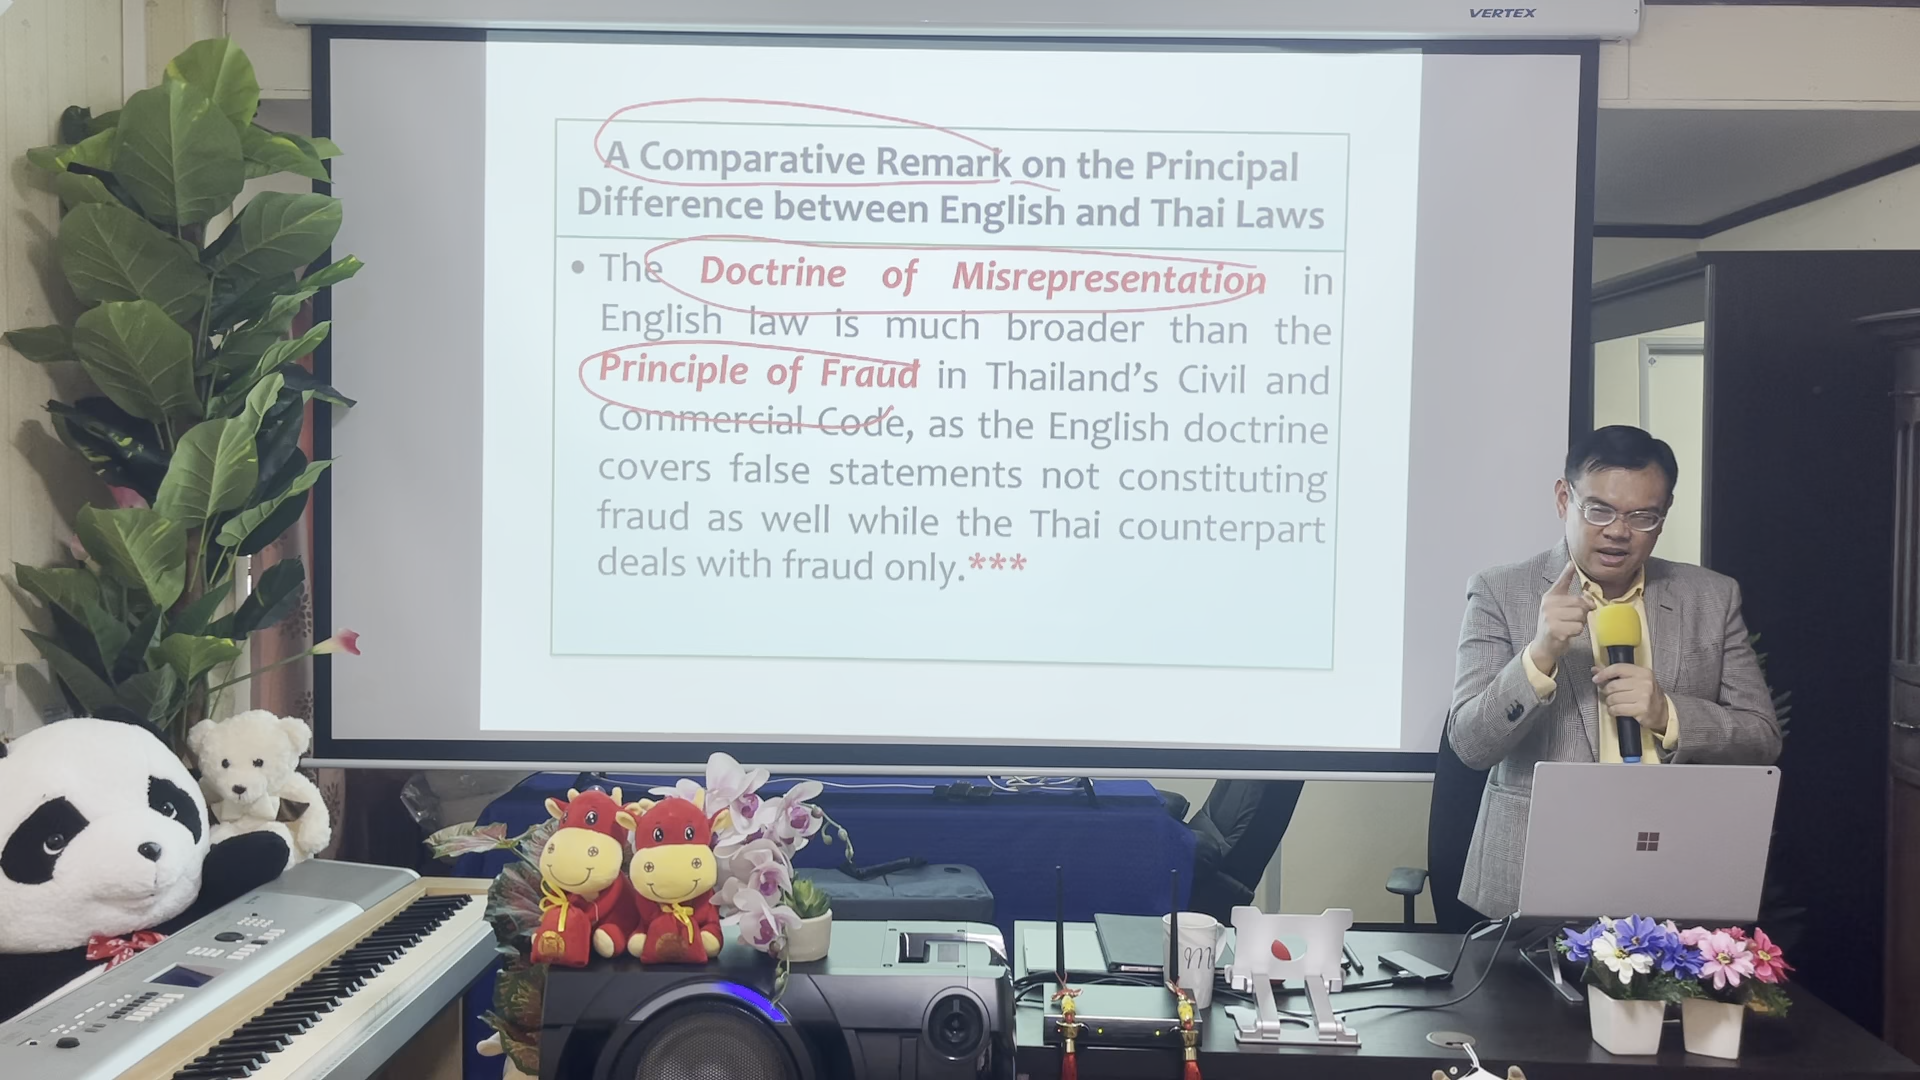 VERTEX
A Comparative Remark on the Principal
Difference between English and Thai Laws
• The Doctrine of Misrepresentation in
English law is much broader than the
Principle of Fraud in Thailand’s Civil and
Commercial Code, as the English doctrine
covers false statements not constituting
fraud as well while the Thai counterpart
deals with fraud only.***